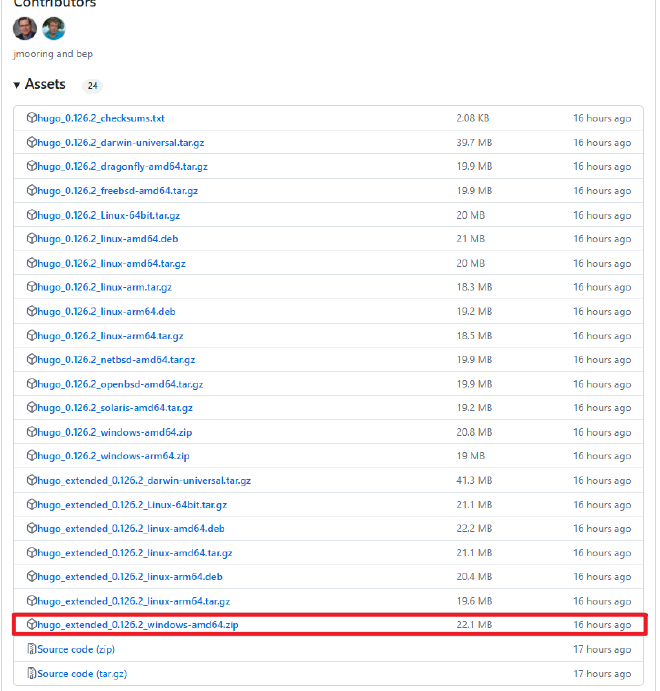 Contributors
jmooring and bep
Assets 24
hugo_0.126.2_checksums.txt 2.08 KB 16 hours ago
hugo_0.126.2_darwin-universal.tar.gz 39.7 MB 16 hours ago
hugo_0.126.2_dragonfly-amd64.tar.gz 19.9 MB 16 hours ago
hugo_0.126.2_freebsd-amd64.tar.gz 19.9 MB 16 hours ago
hugo_0.126.2_Linux-64bit.tar.gz 20 MB 16 hours ago
hugo_0.126.2_linux-amd64.deb 21 MB 16 hours ago
hugo_0.126.2_linux-amd64.tar.gz 20 MB 16 hours ago
hugo_0.126.2_linux-arm.tar.gz 18.3 MB 16 hours ago
hugo_0.126.2_linux-arm64.deb 19.2 MB 16 hours ago
hugo_0.126.2_linux-arm64.tar.gz 18.5 MB 16 hours ago
hugo_0.126.2_netbsd-amd64.tar.gz 19.9 MB 16 hours ago
hugo_0.126.2_openbsd-amd64.tar.gz 19.9 MB 16 hours ago
hugo_0.126.2_solaris-amd64.tar.gz 19.2 MB 16 hours ago
hugo_0.126.2_windows-amd64.zip 20.8 MB 16 hours ago
hugo_0.126.2_windows-arm64.zip 19 MB 16 hours ago
hugo_extended_0.126.2_darwin-universal.tar.gz 41.3 MB 16 hours ago
hugo_extended_0.126.2_Linux-64bit.tar.gz 21.1 MB 16 hours ago
hugo_extended_0.126.2_linux-amd64.deb 22.2 MB 16 hours ago
hugo_extended_0.126.2_linux-amd64.tar.gz 21.1 MB 16 hours ago
hugo_extended_0.126.2_linux-arm64.deb 20.4 MB 16 hours ago
hugo_extended_0.126.2_linux-arm64.tar.gz 19.6 MB 16 hours ago
hugo_extended_0.126.2_windows-amd64.zip 22.1 MB 16 hours ago
Source code (zip) 17 hours ago
Source code (tar.gz) 17 hours ago